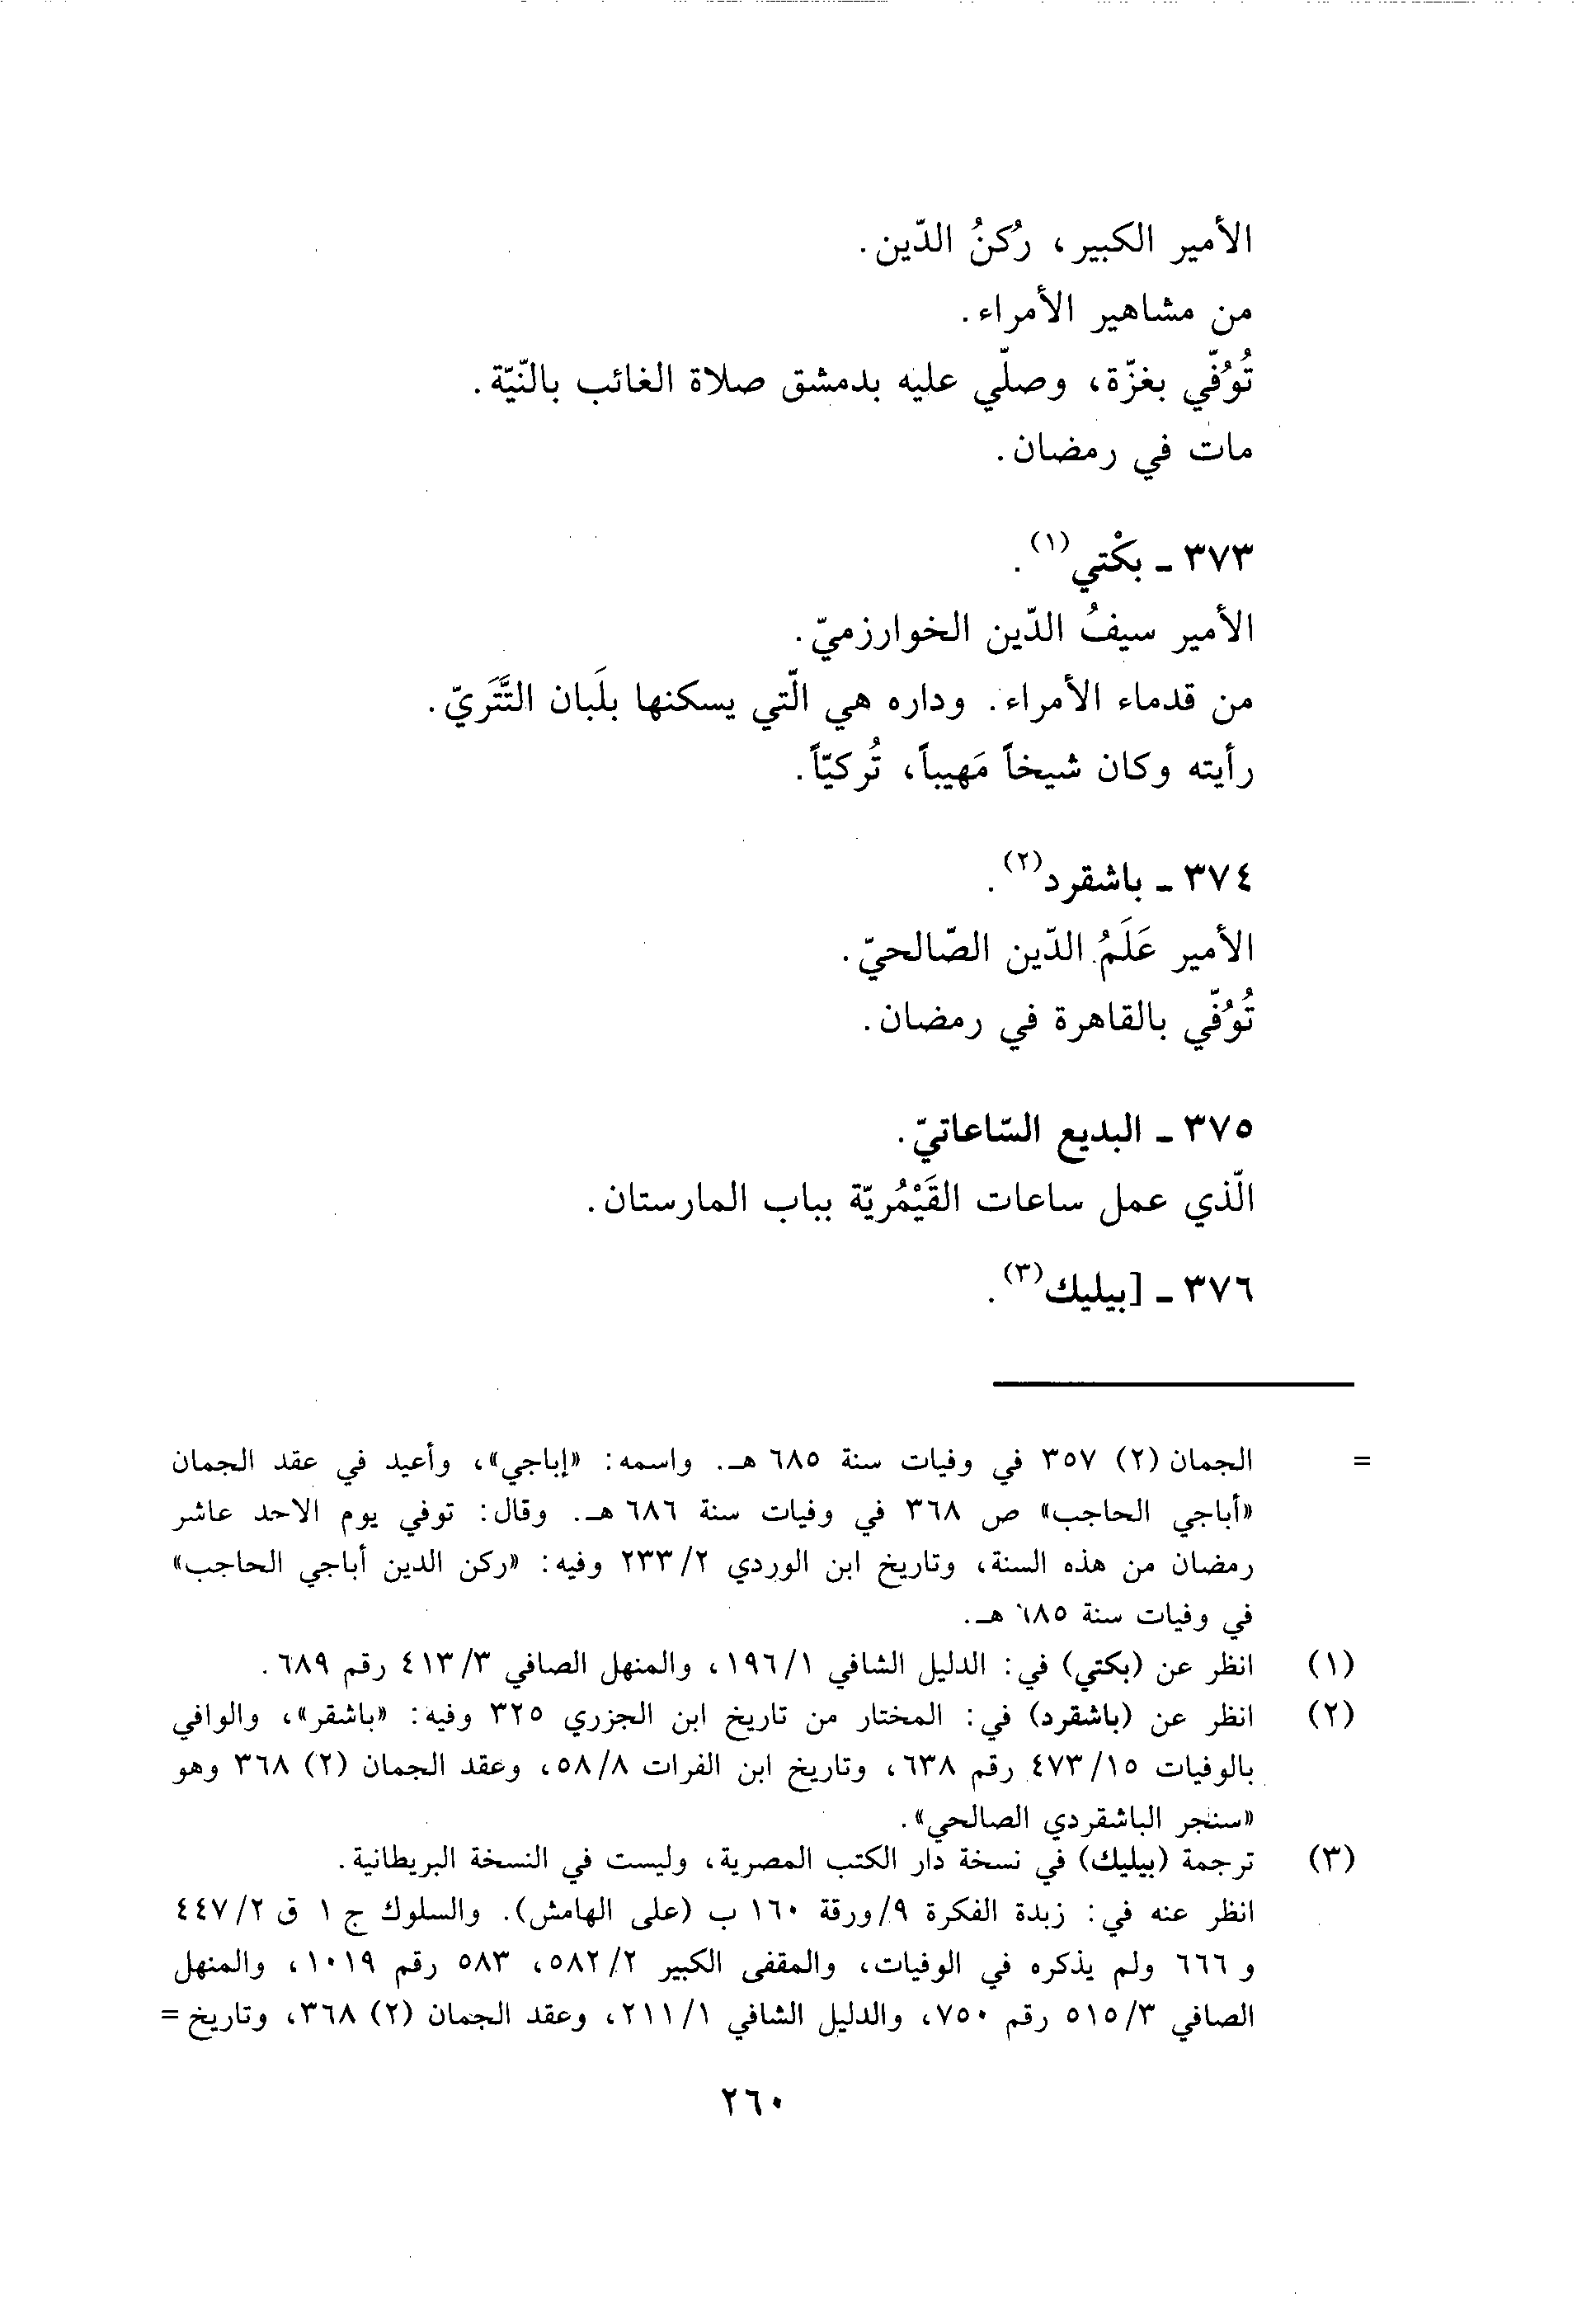 الأمير الكبير، رُكنُ الدّين.
من مشاهير الأمراء.
تُوُفّي بغزّة، وصلّي عليه بدمشق صلاة الغائب بالنّيّة.
مات في رمضان.
٣٧٣ ـ بكْتي(١).
الأمير سيفُ الدّين الخوارزميّ.
من قدماء الأمراء. وداره هي الّتي يسكنها بلَبان التَّتَريّ.
رأيته وكان شيخاً مَهيباً، تُركيّاً.
٣٧٤ ـ باشقرد(٢).
الأمير عَلَمُ الدّين الصّالحيّ.
تُوُفّي بالقاهرة في رمضان.
٣٧٥ ـ البديع السّاعاتيّ.
الّذي عمل ساعات القَيْمُريّة بباب المارستان.
٣٧٦ ـ [بيليك(٣).
= الجمان (٢) ٣٥٧ في وفيات سنة ٦٨٥ هـ. واسمه: «إباجي»، وأعيد في عقد الجمان
«أباجي الحاجب» ص ٣٦٨ في وفيات سنة ٦٨٦ هـ. وقال: توفي يوم الاحد عاشر
رمضان من هذه السنة، وتاريخ ابن الوردي ٢/ ٢٣٣ وفيه: «ركن الدين أباجي الحاجب»
في وفيات سنة ٦٨٥ هـ.
(١) انظر عن (بكتي) في: الدليل الشافي ١/ ١٩٦، والمنهل الصافي ٣/ ٤١٣ رقم ٦٨٩.
(٢) انظر عن (باشقرد) في: المختار من تاريخ ابن الجزري ٣٢٥ وفيه: «باشقر»، والوافي
بالوفيات ١٥/ ٤٧٣ رقم ٦٣٨، وتاريخ ابن الفرات ٨/ ٥٨، وعقد الجمان (٢) ٣٦٨ وهو
«سنجر الباشقردي الصالحي».
(٣) ترجمة (بيليك) في نسخة دار الكتب المصرية، وليست في النسخة البريطانية.
انظر عنه في: زبدة الفكرة ٩/ورقة ١٦٠ ب (على الهامش). والسلوك ج ١ ق ٢/ ٤٤٧
و ٦٦٦ ولم يذكره في الوفيات، والمقفى الكبير ٢/ ٥٨٢، ٥٨٣ رقم ١٠١٩، والمنهل
الصافي ٣/ ٥١٥ رقم ٧٥٠، والدليل الشافي ١/ ٢١١، وعقد الجمان (٢) ٣٦٨، وتاريخ =
٢٦٠